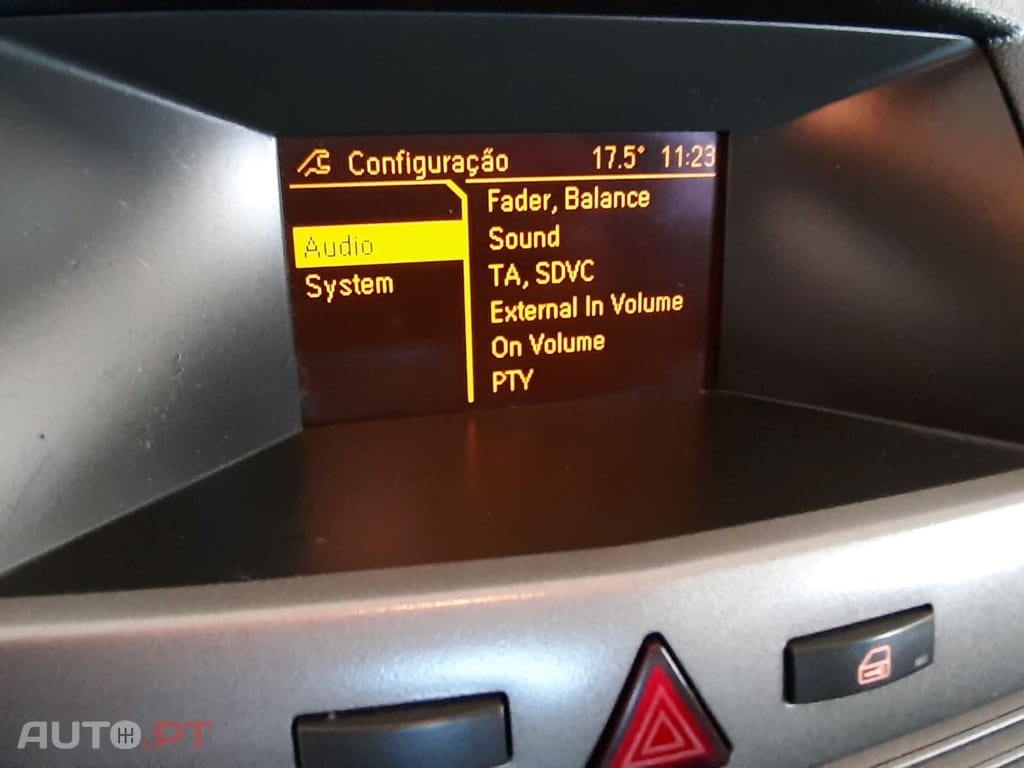 Configuração 17.5° 11:23
Audio
System
Fader, Balance
Sound
TA, SDVC
External In Volume
On Volume
PTY
AUTO.PT